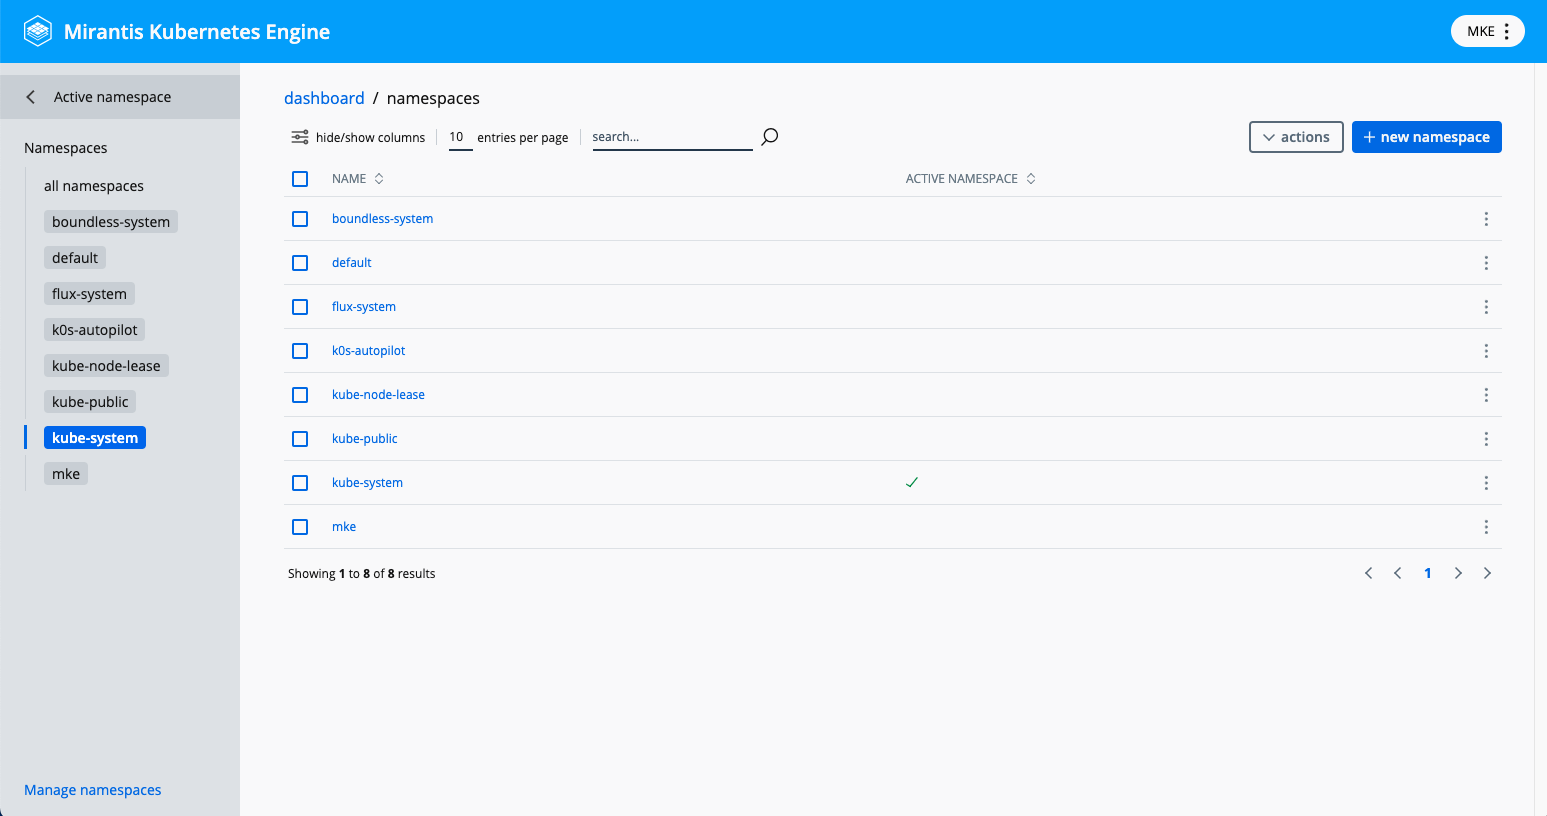 Mirantis Kubernetes Engine
MKE
Active namespace
Namespaces
all namespaces
boundless-system
default
flux-system
k0s-autopilot
kube-node-lease
kube-public
kube-system
mke
Manage namespaces
dashboard / namespaces
hide/show columns 10 entries per page search...
actions + new namespace
NAME ACTIVE NAMESPACE
boundless-system
default
flux-system
k0s-autopilot
kube-node-lease
kube-public
kube-system
mke
Showing 1 to 8 of 8 results
1